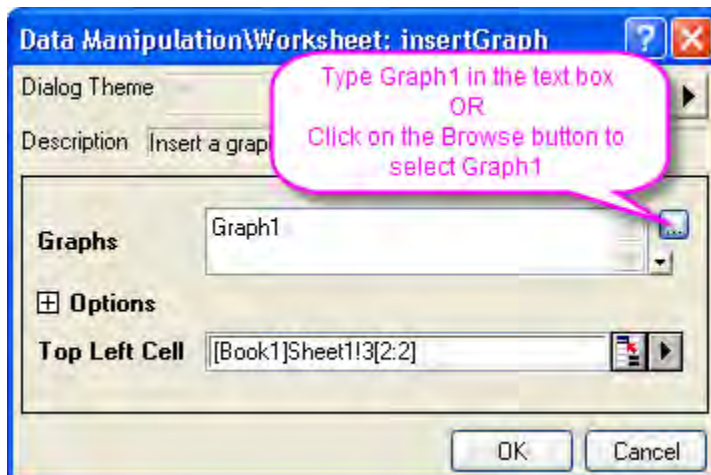 Data Manipulation\Worksheet: insertGraph
Dialog Theme
Type Graph1 in the text box
OR
Click on the Browse button to
select Graph1
Description Insert a grap
Graphs Graph1 ...
Options
Top Left Cell [Book1]Sheet1!3[2:2]
OK Cancel